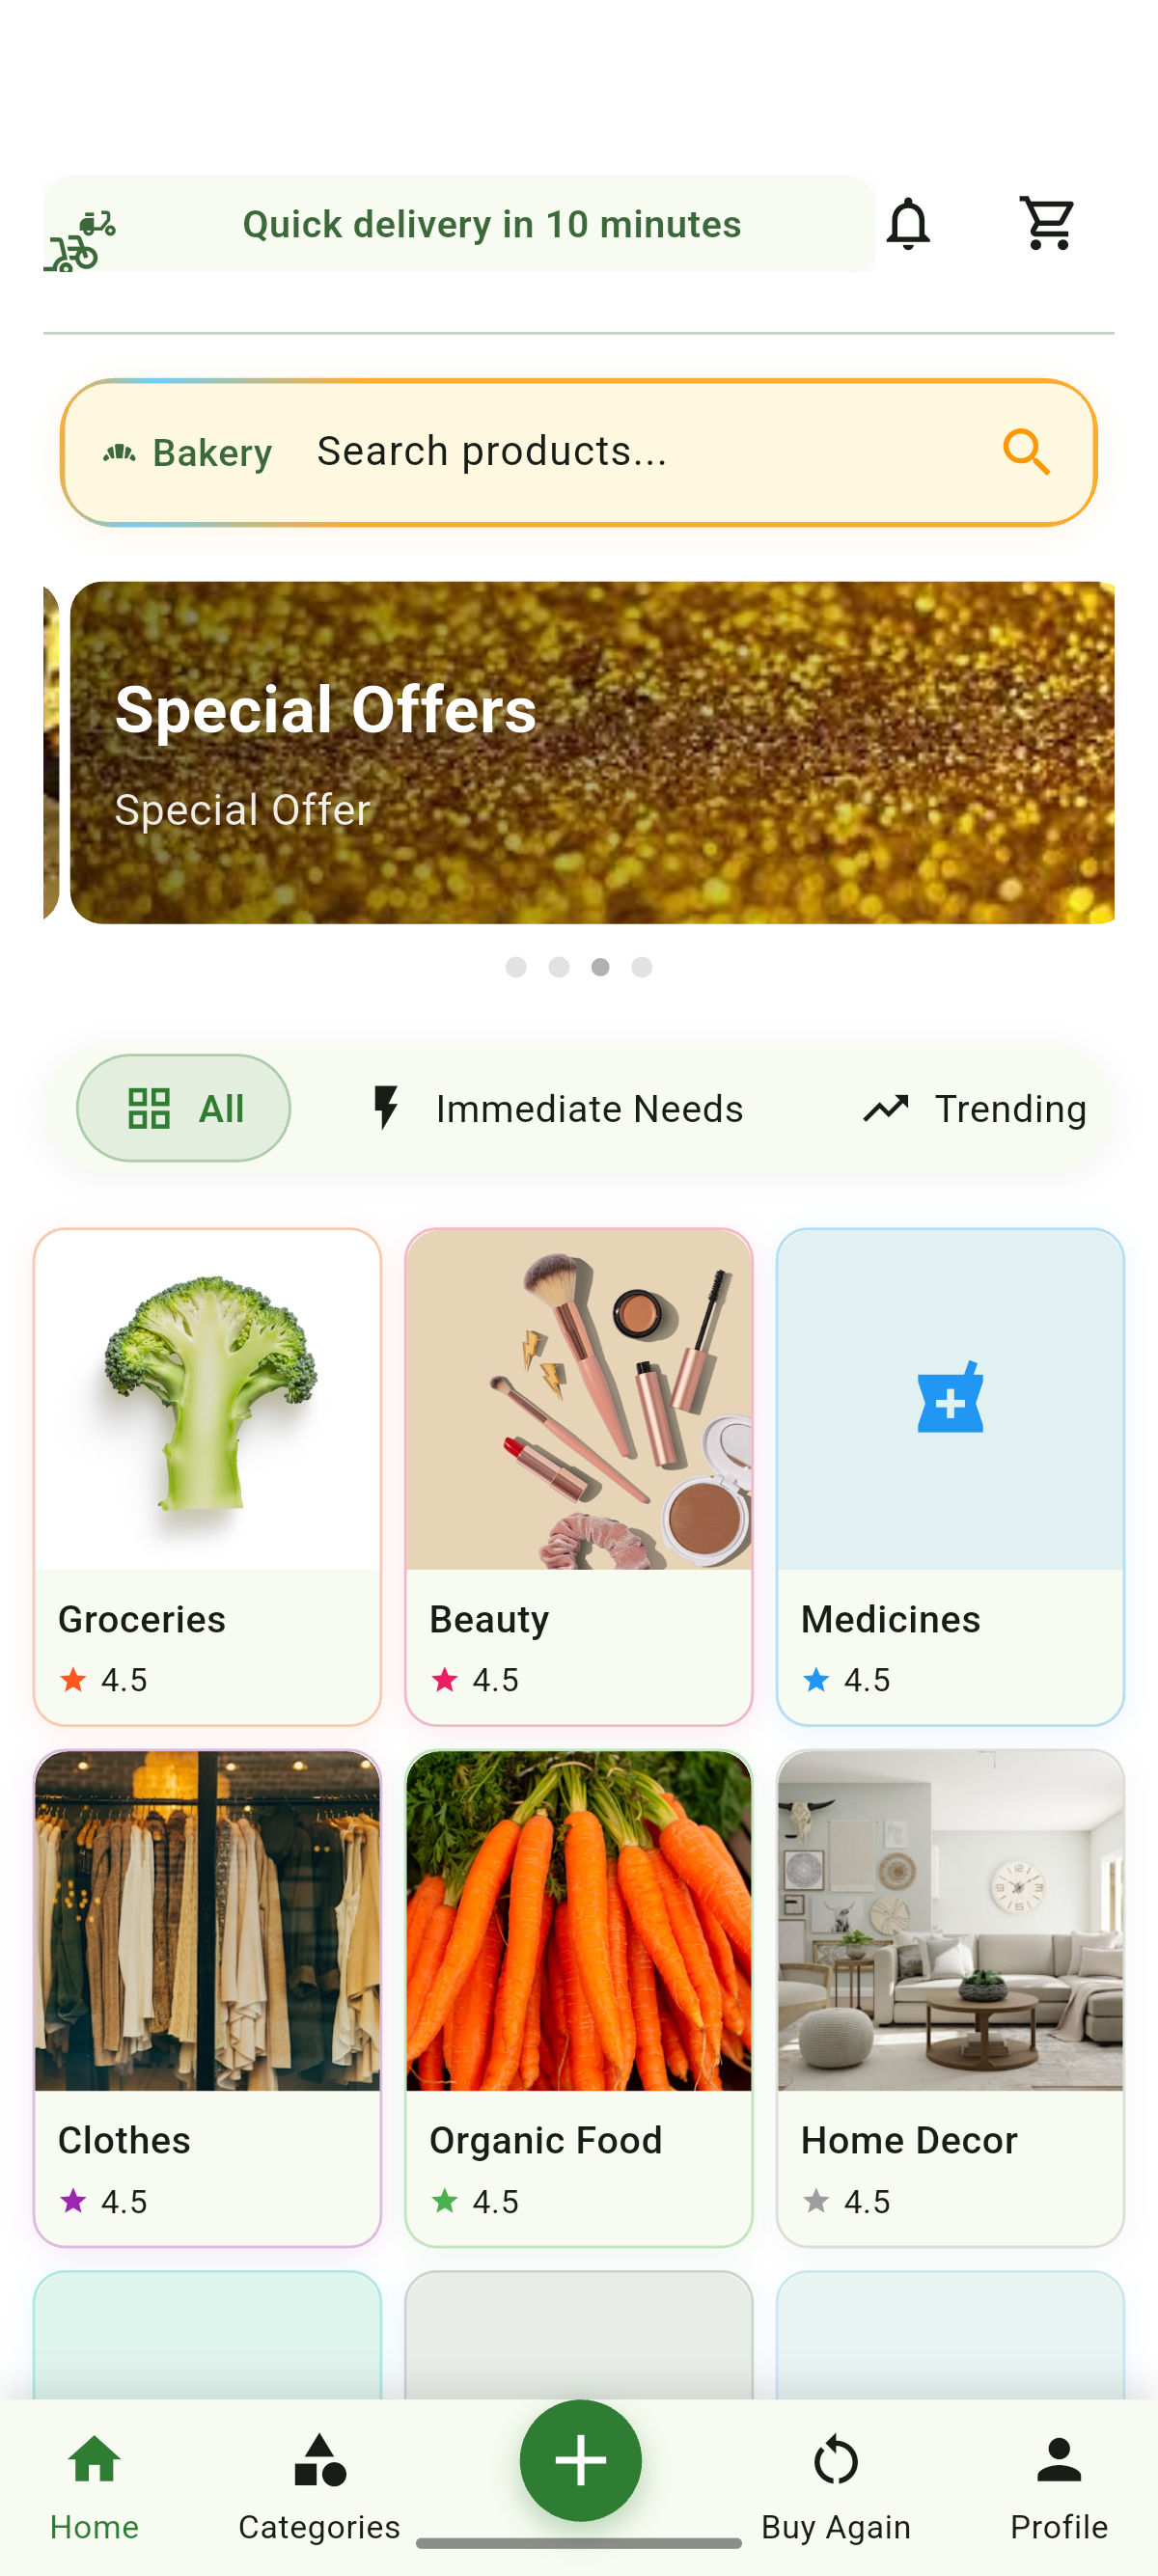 Quick delivery in 10 minutes
Bakery Search products...
Special Offers
Special Offer
All Immediate Needs Trending
Groceries Beauty Medicines
4.5 4.5 4.5
Clothes Organic Food Home Decor
4.5 4.5 4.5
Home Categories Buy Again Profile